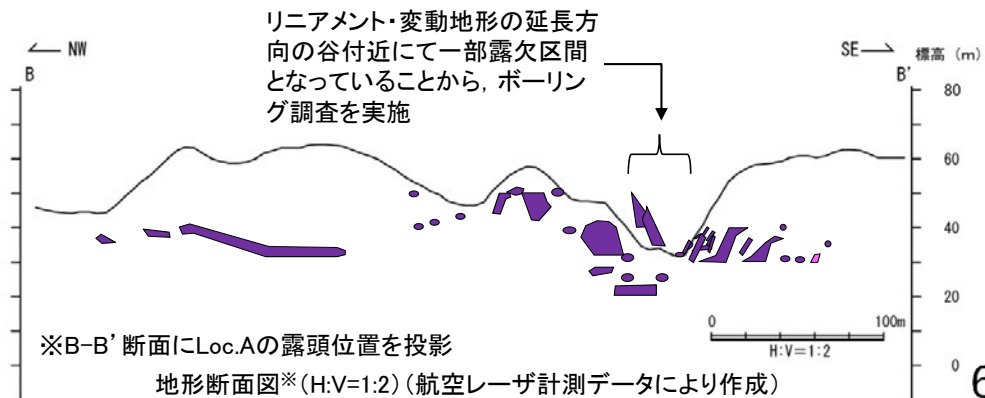 リニアメント・変動地形の延長方
向の谷付近にて一部露欠区間
となっていることから，ボーリン
グ調査を実施
NW
SE
標高（m）
B
B'
80
60
40
20
0
0
100m
H:V=1:2
※B-B'断面にLoc.Aの露頭位置を投影
地形断面図※(H:V=1:2)(航空レーザ計測データにより作成)
6